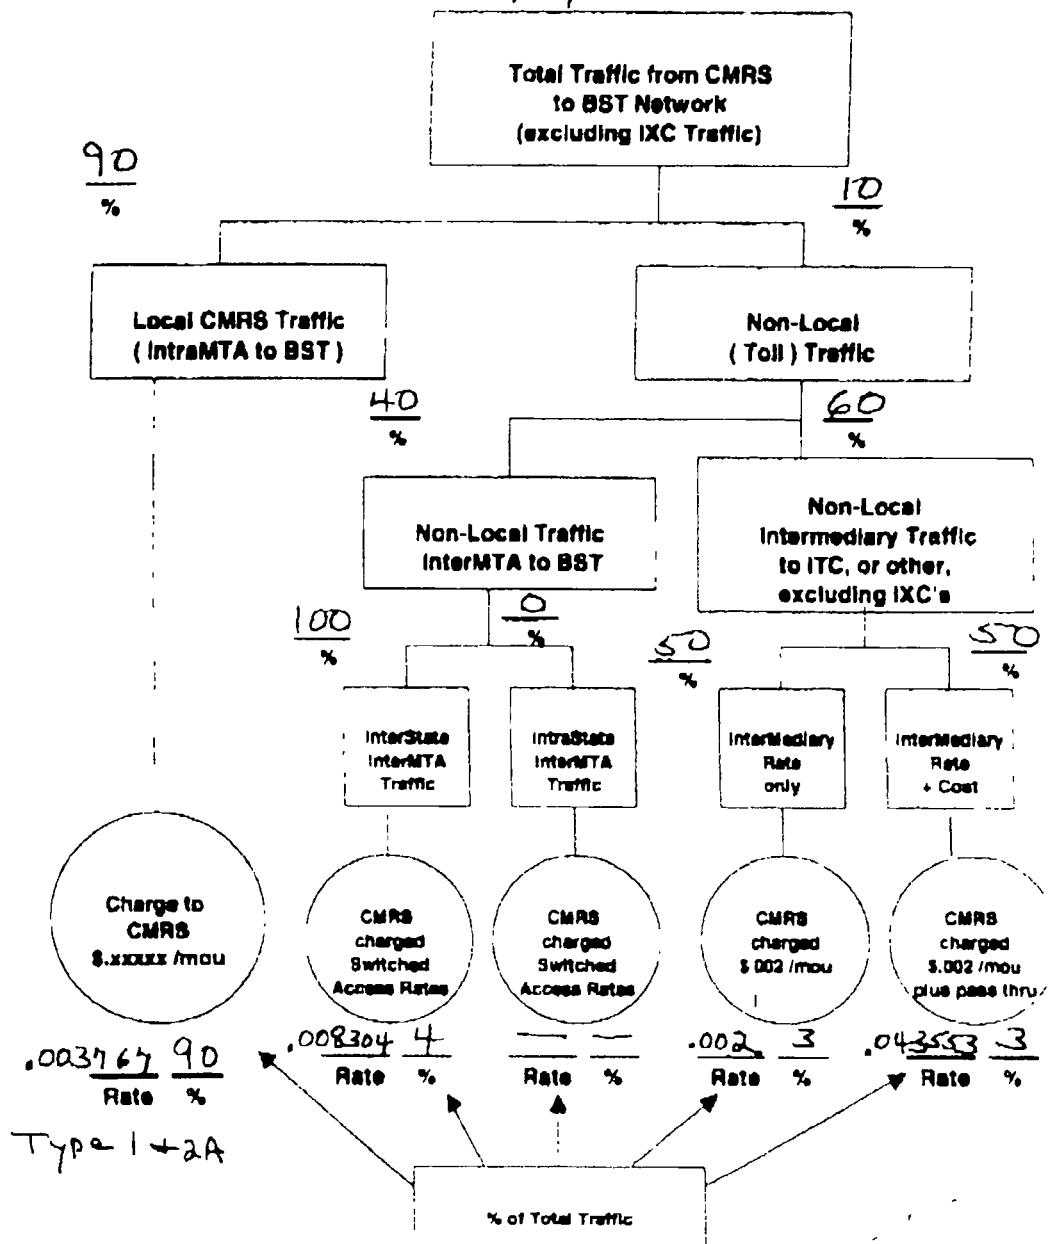 Total Traffic from CMRS
to BST Network
(excluding IXC Traffic)
90
%
10
%
Local CMRS Traffic
( IntraMTA to BST )
Non-Local
( Toll ) Traffic
40
%
60
%
Non-Local Traffic
InterMTA to BST
Non-Local
Intermediary Traffic
to ITC, or other,
excluding IXC's
100
%
0
%
50
%
50
%
InterState
InterMTA
Traffic
IntraState
InterMTA
Traffic
InterMediary
Rate
only
InterMediary
Rate
+ Cost
Charge to
CMRS
$.xxxxx /mou
CMRS
charged
Switched
Access Rates
CMRS
charged
Switched
Access Rates
CMRS
charged
$.002 /mou
CMRS
charged
$.002 /mou
plus pass thru
.003767 90
Rate %
.008304 4
Rate %
— —
Rate %
.002 3
Rate %
.043553 3
Rate %
Type 1 + 2A
% of Total Traffic